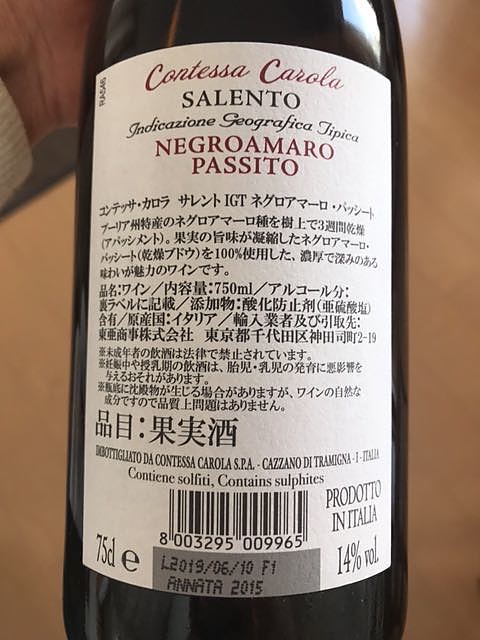 Contessa Carola
SALENTO
Indicazione Geografica Tipica
NEGROAMARO
PASSITO
コンテッサ・カロラ サレント IGT ネグロアマーロ・パッシート
プーリア州特産のネグロアマーロ種を樹上で3週間乾燥
(アパッシメント)。果実の旨味が凝縮したネグロアマーロ・
パッシート(乾燥ブドウ)を100%使用した、濃厚で深みのある
味わいが魅力のワインです。
品名:ワイン/内容量:750ml/アルコール分:
裏ラベルに記載/添加物:酸化防止剤(亜硫酸塩)
含有/原産国:イタリア/輸入業者及び引取先:
東亜商事株式会社 東京都千代田区神田司町2-19
※未成年者の飲酒は法律で禁止されています。
※妊娠中や授乳期の飲酒は、胎児・乳児の発育に悪影響を
与えるおそれがあります。
※瓶底に沈殿物が生じる場合がありますが、ワインの自然な
成分ですので品質上問題はありません。
品目:果実酒
IMBOTTIGLIATO DA CONTESSA CAROLA S.P.A. - CAZZANO DI TRAMIGNA - I - ITALIA
Contiene solfiti, Contains sulphites
PRODOTTO
IN ITALIA
8 003295 009965
75cl e
L2019/06/10 F1
ANNATA 2015
14% vol.
RA546